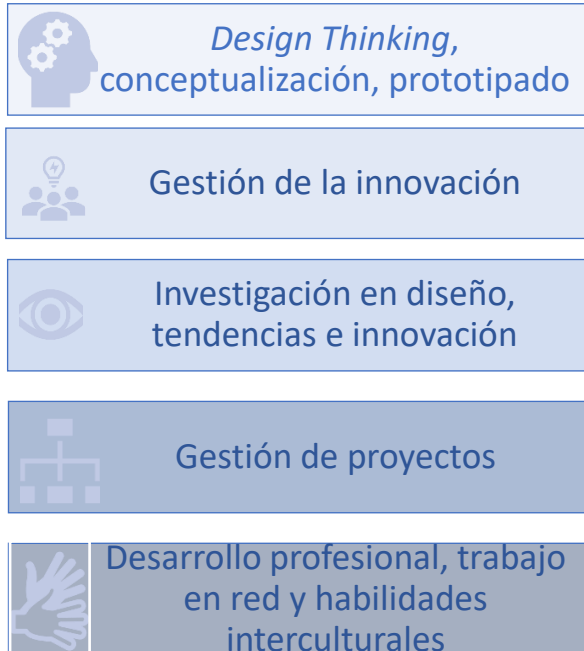 Design Thinking,
conceptualización, prototipado
Gestión de la innovación
Investigación en diseño,
tendencias e innovación
Gestión de proyectos
Desarrollo profesional, trabajo
en red y habilidades
interculturales